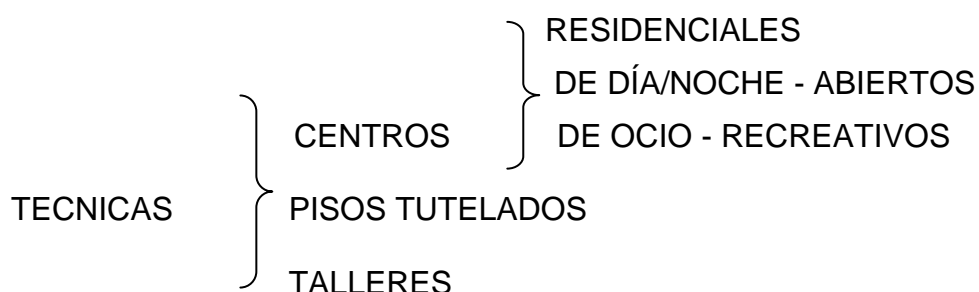 RESIDENCIALES
DE DÍA/NOCHE - ABIERTOS
CENTROS DE OCIO - RECREATIVOS
TECNICAS PISOS TUTELADOS
TALLERES